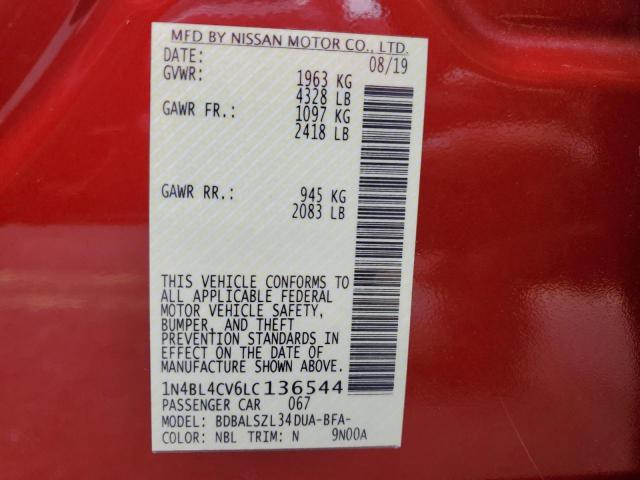 MFD BY NISSAN MOTOR CO., LTD.
DATE: 08/19
GVWR: 1963 KG
4328 LB
GAWR FR.: 1097 KG
2418 LB
GAWR RR.: 945 KG
2083 LB
THIS VEHICLE CONFORMS TO
ALL APPLICABLE FEDERAL
MOTOR VEHICLE SAFETY,
BUMPER, AND THEFT
PREVENTION STANDARDS IN
EFFECT ON THE DATE OF
MANUFACTURE SHOWN ABOVE.
1N4BL4CV6LC136544
PASSENGER CAR 067
MODEL: BDBALSZL34DUA-BFA-
COLOR: NBL TRIM: N 9N00A